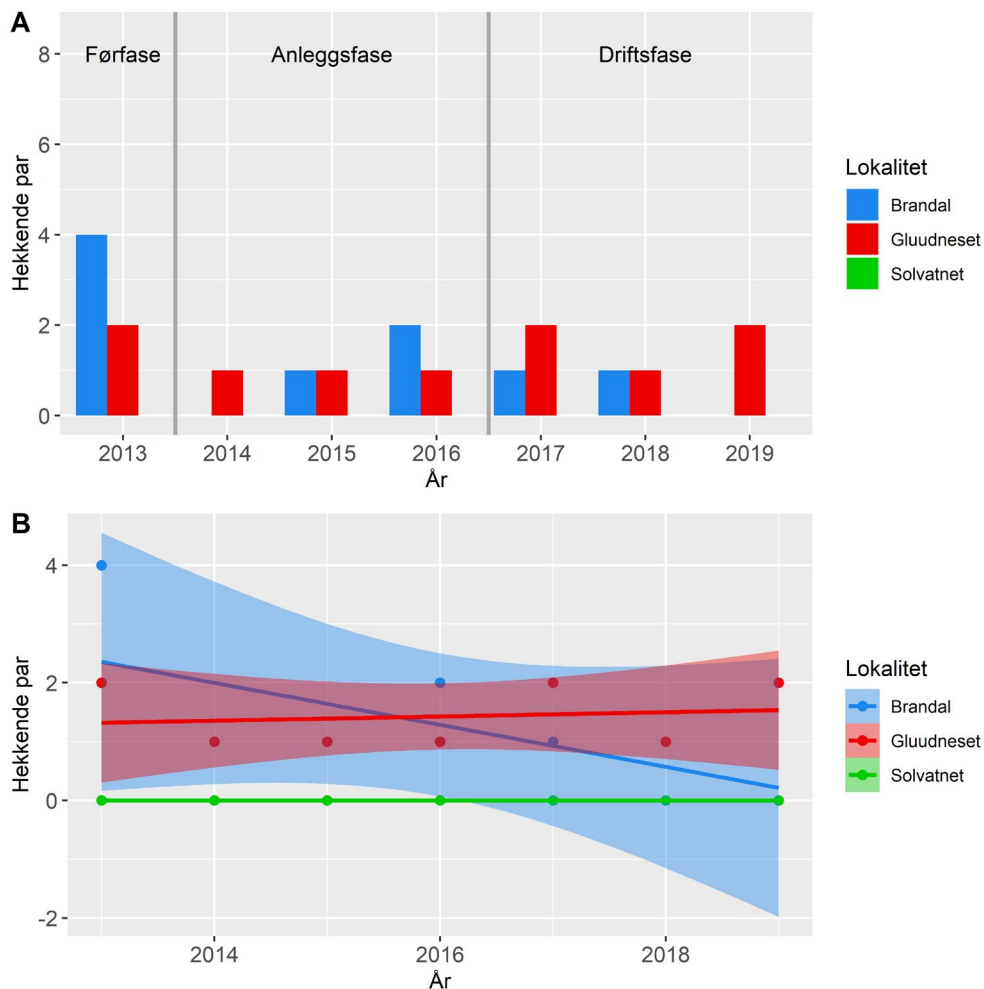 A
Førfase Anleggsfase Driftsfase
8
6
4
2
0
Hekkende par
2013 2014 2015 2016 2017 2018 2019
År
Lokalitet
Brandal
Gluudneset
Solvatnet
B
4
2
0
-2
Hekkende par
2014 2016 2018
År
Lokalitet
Brandal
Gluudneset
Solvatnet